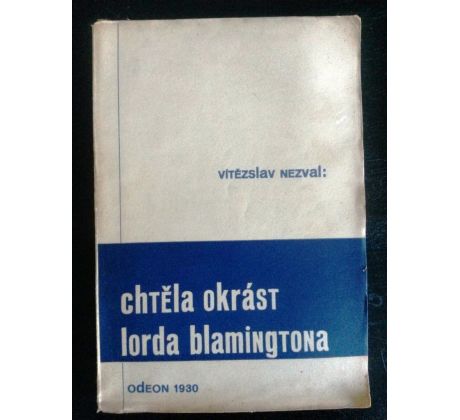 vítězslav nezval:
chtěla okrást
lorda blamingtona
odeon 1930